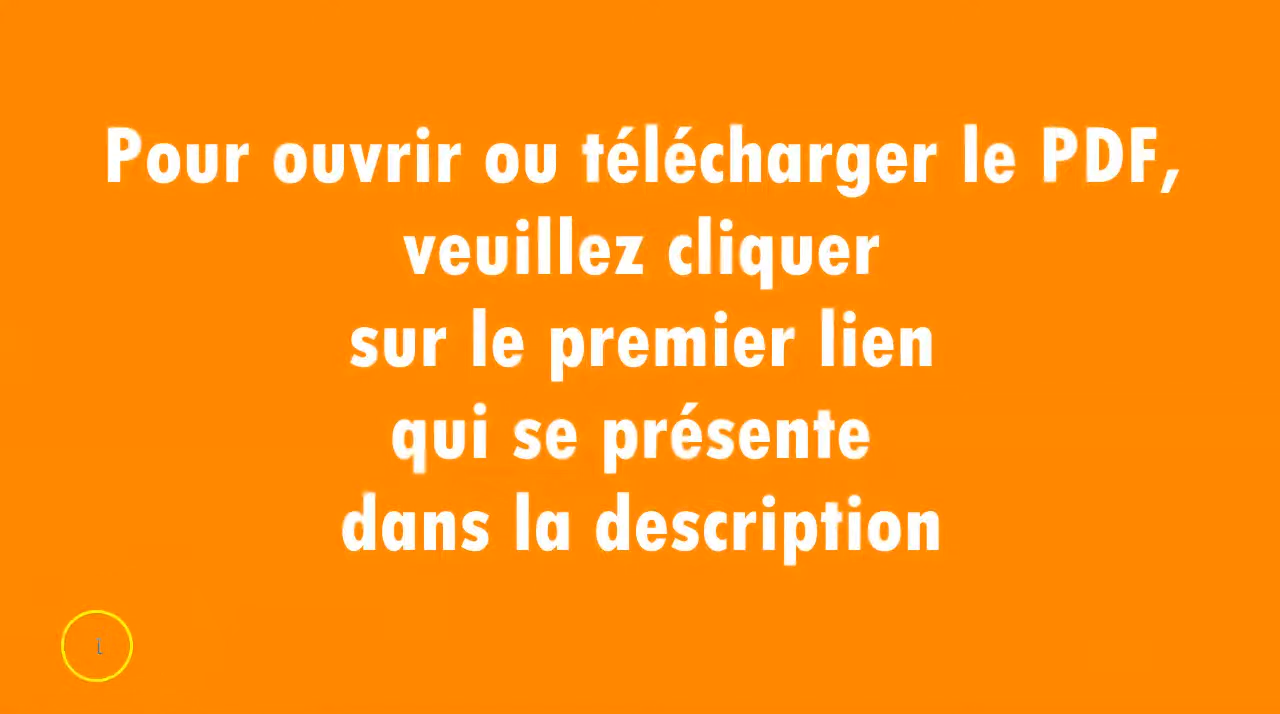 Pour ouvrir ou télécharger le PDF,
veuillez cliquer
sur le premier lien
qui se présente
dans la description